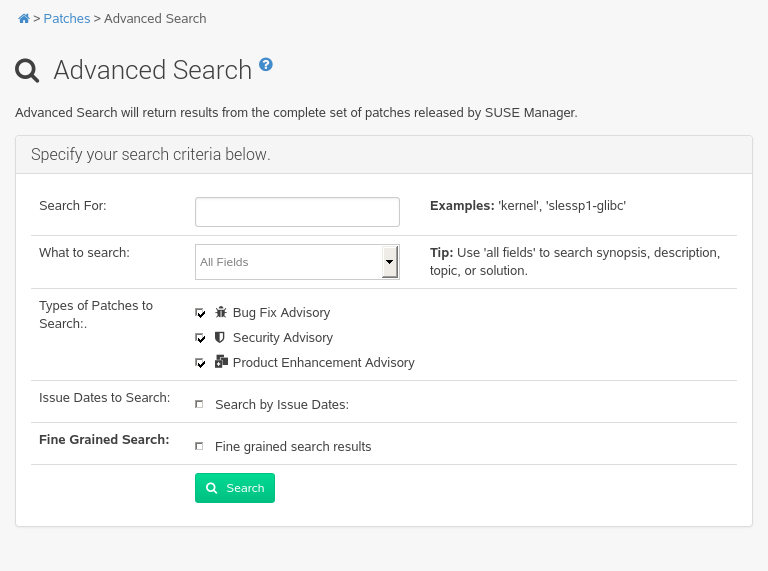 > Patches > Advanced Search
Advanced Search ?
Advanced Search will return results from the complete set of patches released by SUSE Manager.
Specify your search criteria below.
Search For:
Examples: 'kernel', 'slessp1-glibc'
What to search:
All Fields
Tip: Use 'all fields' to search synopsis, description,
topic, or solution.
Types of Patches to
Search:.
Bug Fix Advisory
Security Advisory
Product Enhancement Advisory
Issue Dates to Search:
Search by Issue Dates:
Fine Grained Search:
Fine grained search results
Search